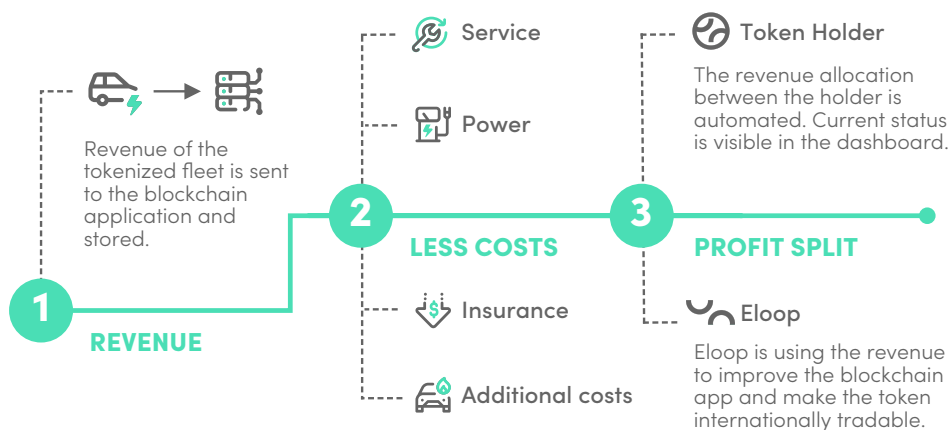 1
REVENUE
Revenue of the
tokenized fleet is sent
to the blockchain
application and
stored.
2
LESS COSTS
Service
Power
$
Insurance
Additional costs
3
PROFIT SPLIT
Token Holder
The revenue allocation
between the holder is
automated. Current status
is visible in the dashboard.
Eloop
Eloop is using the revenue
to improve the blockchain
app and make the token
internationally tradable.